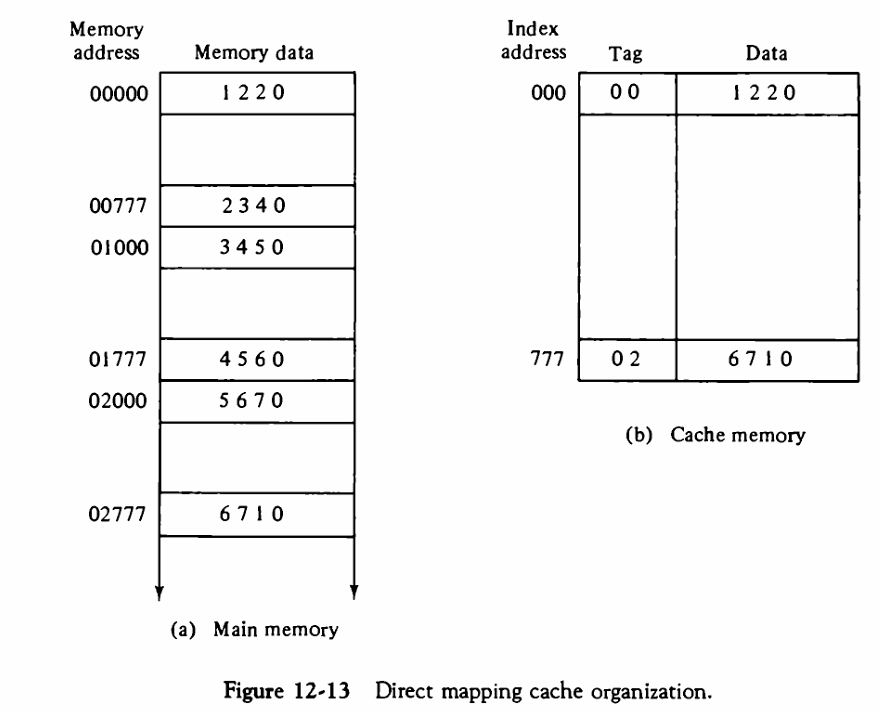 Memory
address Memory data
00000 1 2 2 0
00777 2 3 4 0
01000 3 4 5 0
01777 4 5 6 0
02000 5 6 7 0
02777 6 7 1 0
(a) Main memory
Index
address Tag Data
000 0 0 1 2 2 0
777 0 2 6 7 1 0
(b) Cache memory
Figure 12-13 Direct mapping cache organization.